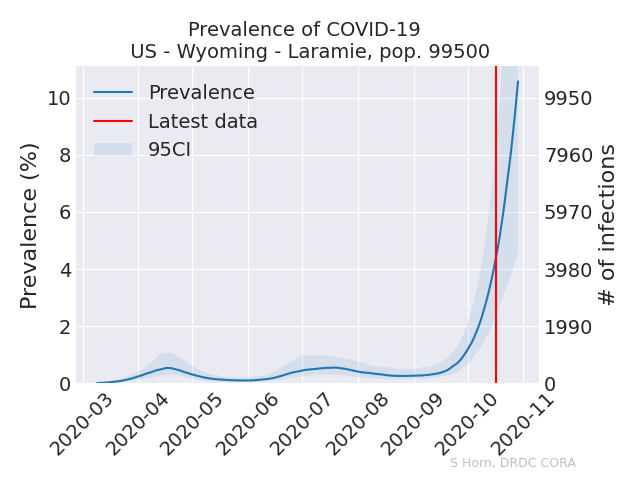 Prevalence of COVID-19
US - Wyoming - Laramie, pop. 99500
Prevalence
Latest data
95CI
Prevalence (%)
10
8
6
4
2
0
9950
7960
5970
3980
1990
0
# of infections
2020-03
2020-04
2020-05
2020-06
2020-07
2020-08
2020-09
2020-10
2020-11
S Horn, DRDC CORA